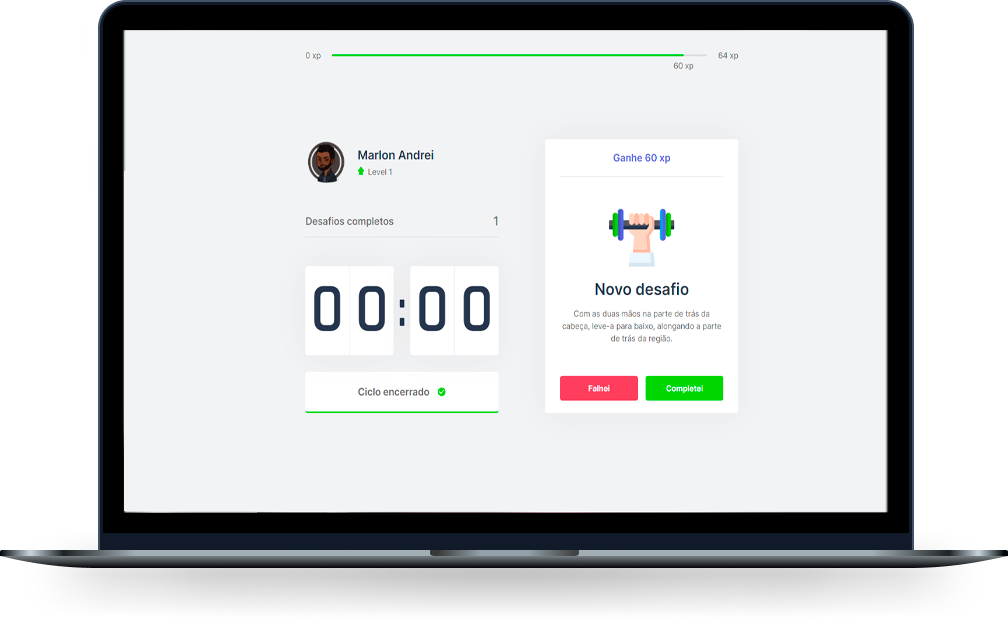 0 xp
64 xp
60 xp
Marlon Andrei
Level 1
Desafios completos 1
00:00
Ciclo encerrado
Ganhe 60 xp
Novo desafio
Com as duas mãos na parte de trás da
cabeça, leve-a para baixo, alongando a parte
de trás da região.
Falhei
Completei